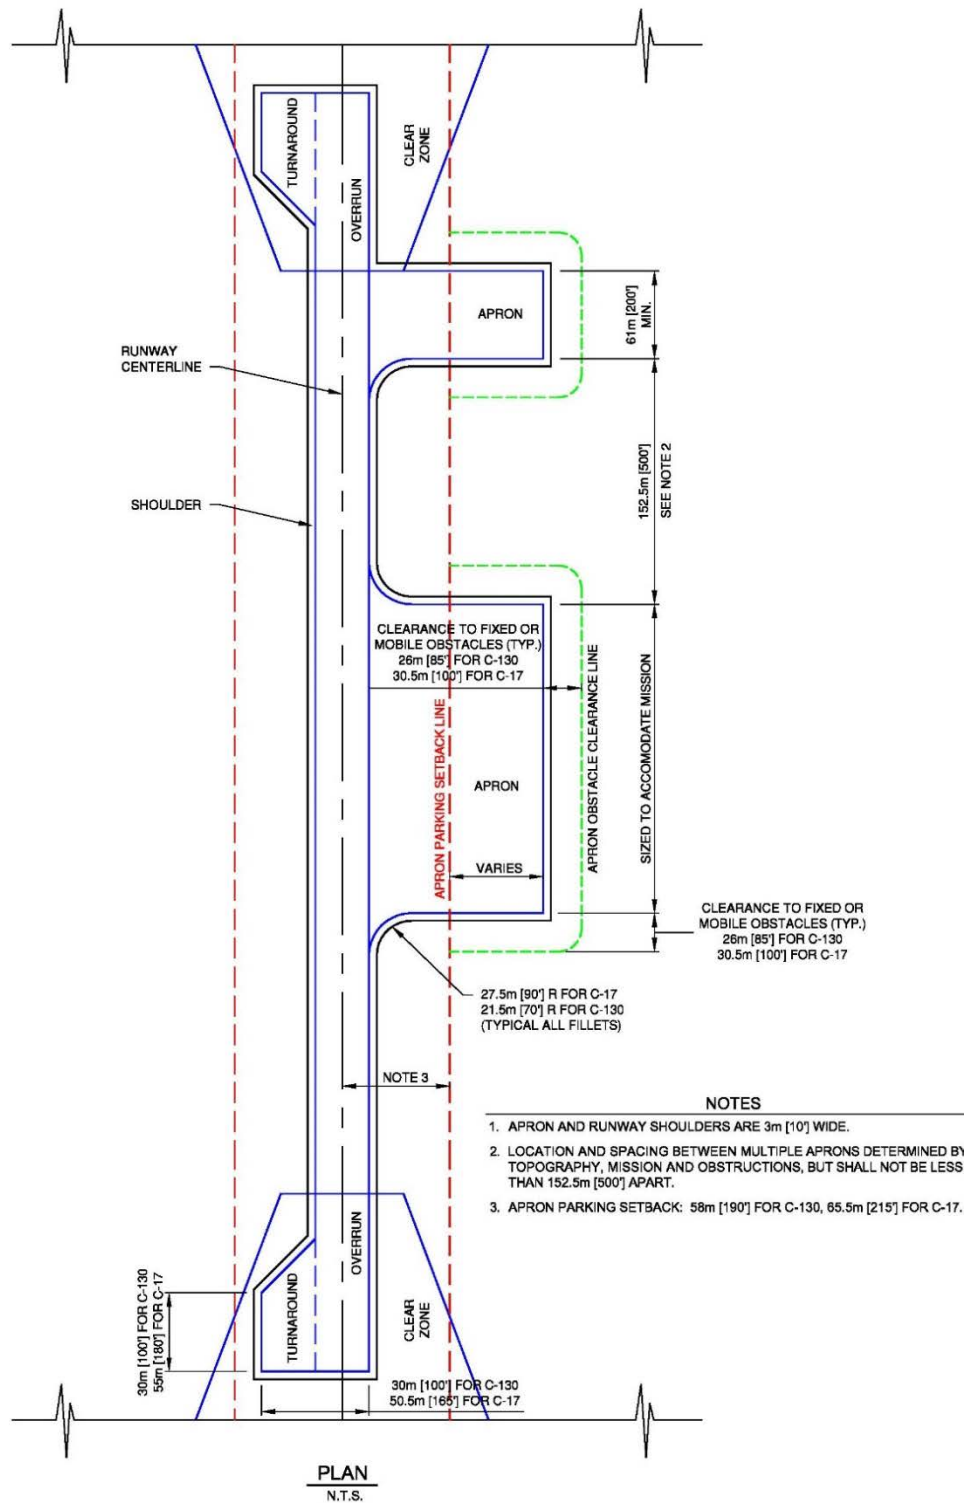 TURNAROUND
OVERRUN
CLEAR
ZONE
APRON
61m [200']
MIN.
RUNWAY
CENTERLINE
152.5m [500']
SEE NOTE 2
SHOULDER
CLEARANCE TO FIXED OR
MOBILE OBSTACLES (TYP.)
26m [85'] FOR C-130
30.5m [100'] FOR C-17
APRON PARKING SETBACK LINE
APRON
VARIES
APRON OBSTACLE CLEARANCE LINE
SIZED TO ACCOMODATE MISSION
CLEARANCE TO FIXED OR
MOBILE OBSTACLES (TYP.)
26m [85'] FOR C-130
30.5m [100'] FOR C-17
27.5m [90'] R FOR C-17
21.5m [70'] R FOR C-130
(TYPICAL ALL FILLETS)
NOTE 3
NOTES
1. APRON AND RUNWAY SHOULDERS ARE 3m [10'] WIDE.
2. LOCATION AND SPACING BETWEEN MULTIPLE APRONS DETERMINED BY
TOPOGRAPHY, MISSION AND OBSTRUCTIONS, BUT SHALL NOT BE LESS
THAN 152.5m [500'] APART.
3. APRON PARKING SETBACK: 58m [190'] FOR C-130, 65.5m [215'] FOR C-17.
OVERRUN
TURNAROUND
CLEAR
ZONE
30m [100'] FOR C-130
55m [180'] FOR C-17
30m [100'] FOR C-130
50.5m [165'] FOR C-17
PLAN
N.T.S.